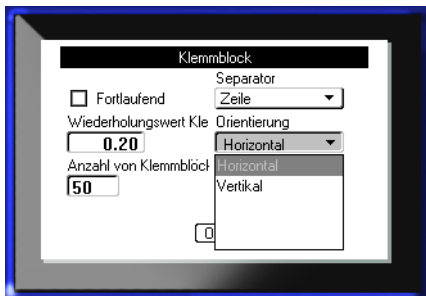 Klemmblock
Separator
Fortlaufend
Zeile
Wiederholungswert Kle
Orientierung
0.20
Horizontal
Anzahl von Klemmblöck
Horizontal
50
Vertikal